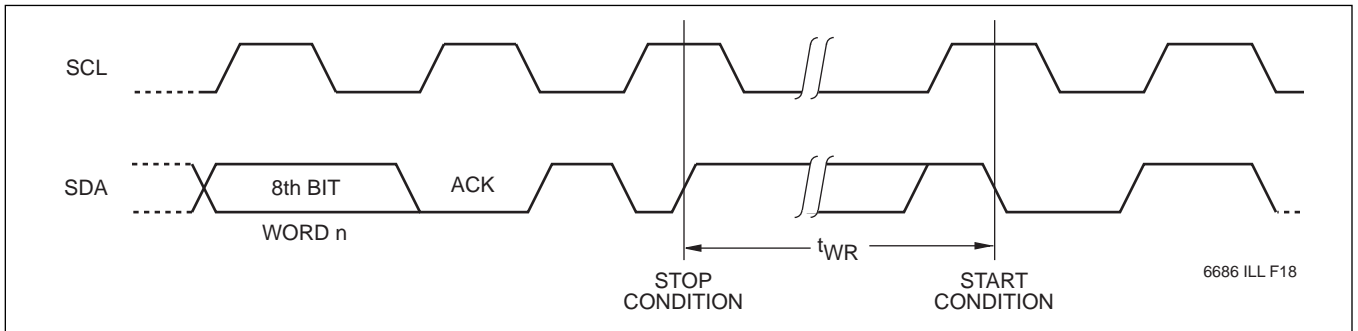 SCL
SDA
8th BIT
ACK
WORD n
tWR
STOP
CONDITION
START
CONDITION
6686 ILL F18